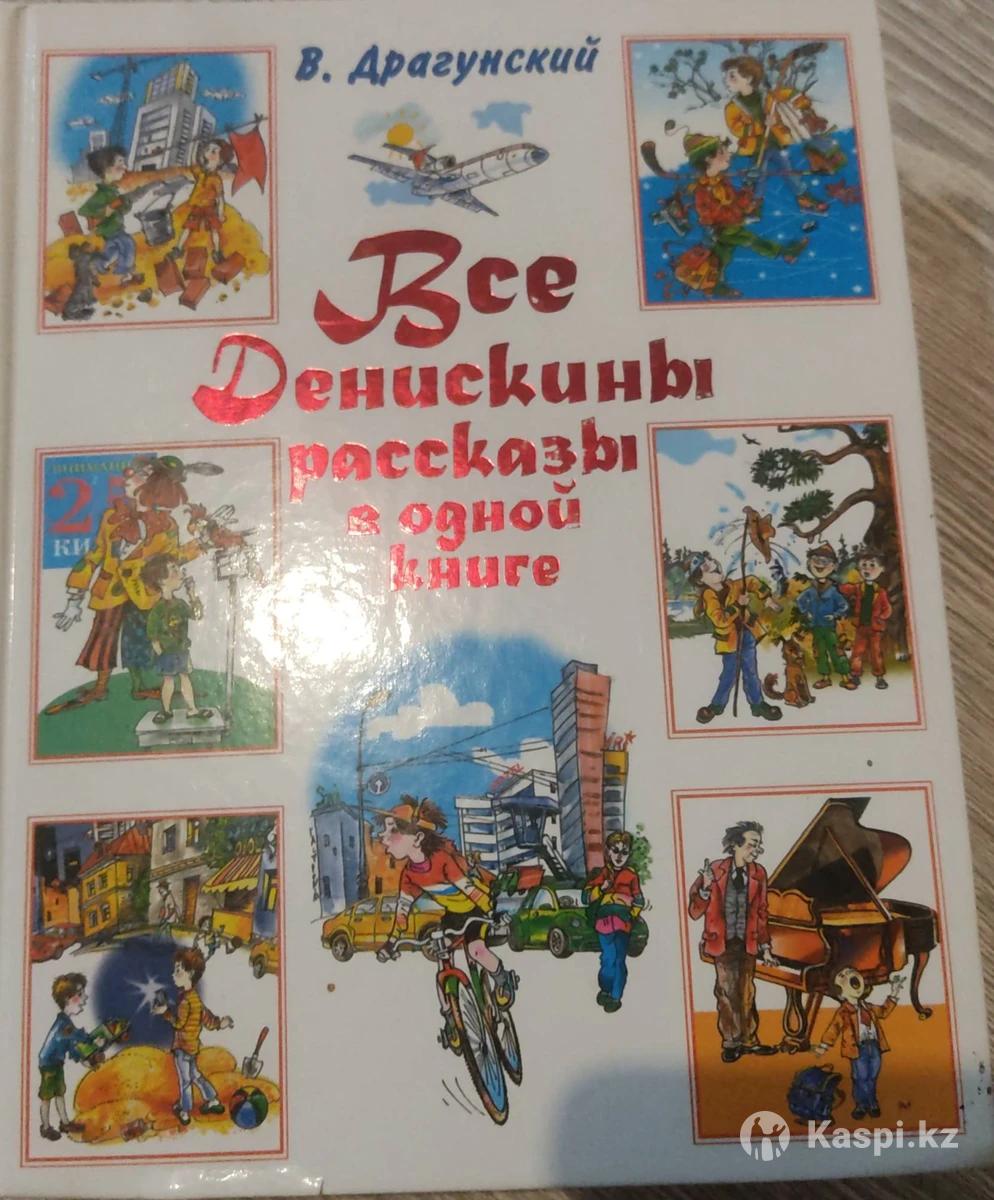 В. Драгунский
Все
Денискины
рассказы
в одной
книге
Kaspi.kz